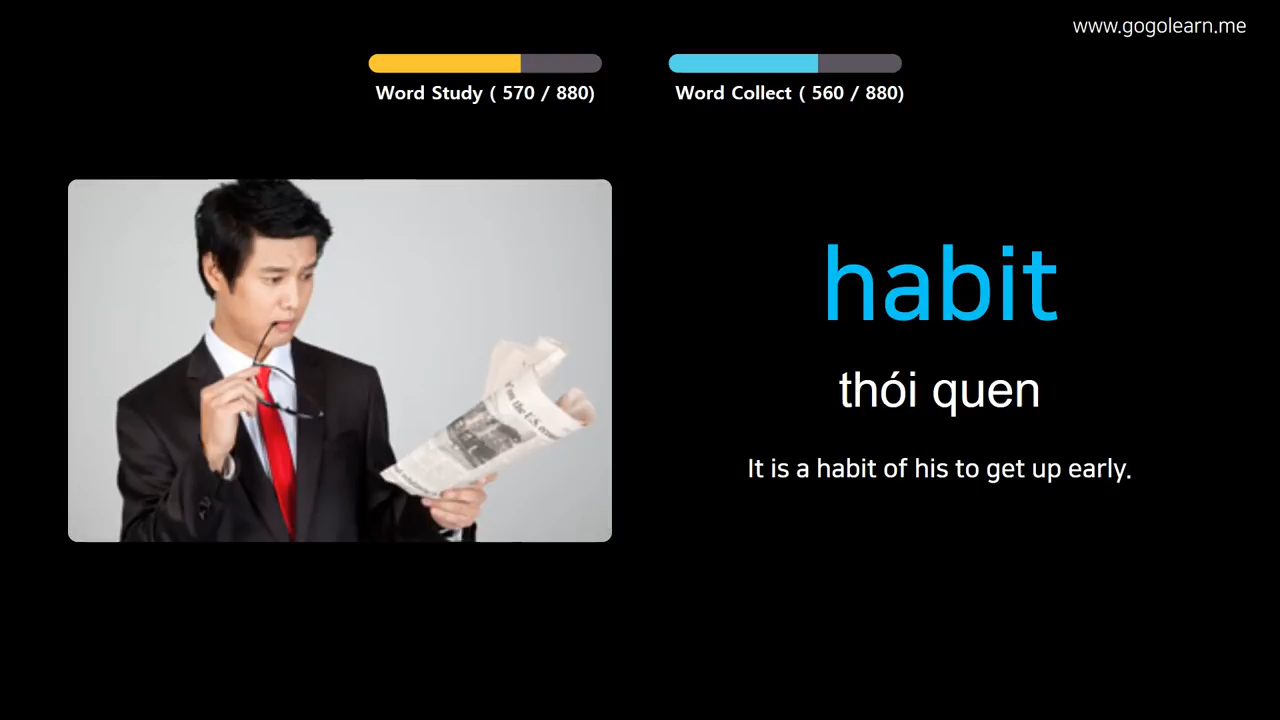 www.gogolearn.me
Word Study ( 570 / 880)
Word Collect ( 560 / 880)
habit
thói quen
It is a habit of his to get up early.